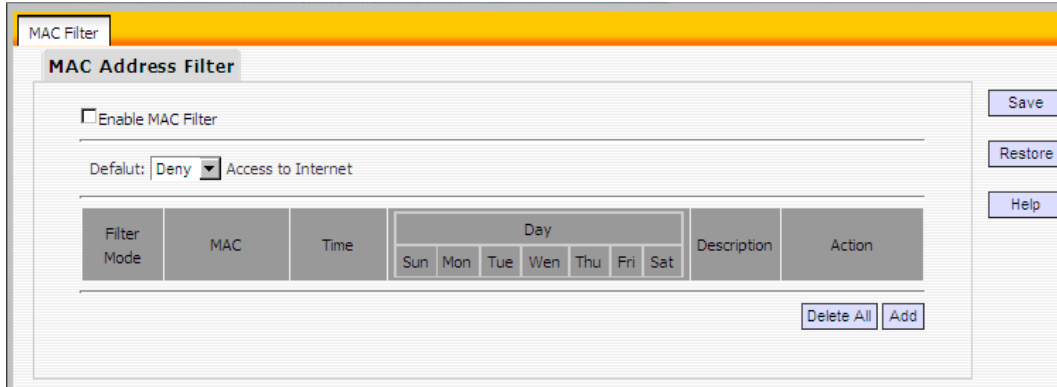 MAC Filter
MAC Address Filter
Enable MAC Filter
Defalut: Deny Access to Internet
Filter Mode MAC Time Day Description Action
Sun Mon Tue Wen Thu Fri Sat
Delete All Add
Save
Restore
Help